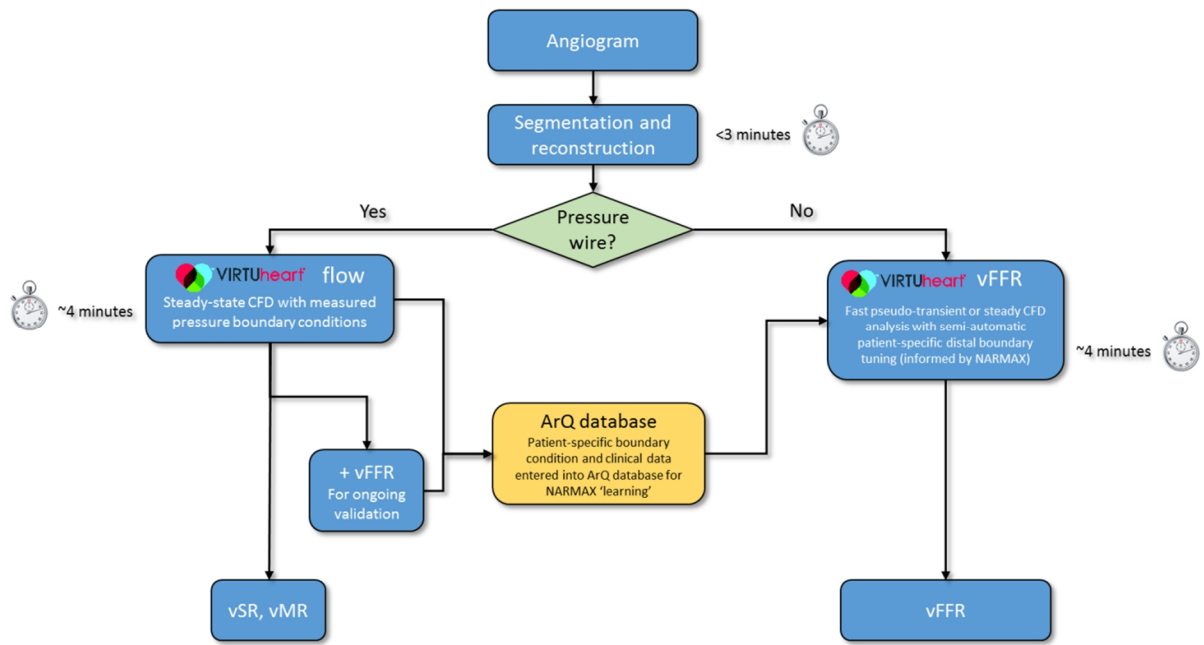 Angiogram
Segmentation and
reconstruction
<3 minutes
Yes
No
Pressure
wire?
VIRTUheart flow
Steady-state CFD with measured
pressure boundary conditions
~4 minutes
VIRTUheart vFFR
Fast pseudo-transient or steady CFD
analysis with semi-automatic
patient-specific distal boundary
tuning (informed by NARMAX)
~4 minutes
ArQ database
Patient-specific boundary
condition and clinical data
entered into ArQ database for
NARMAX ‘learning’
+ vFFR
For ongoing
validation
vSR, vMR
vFFR